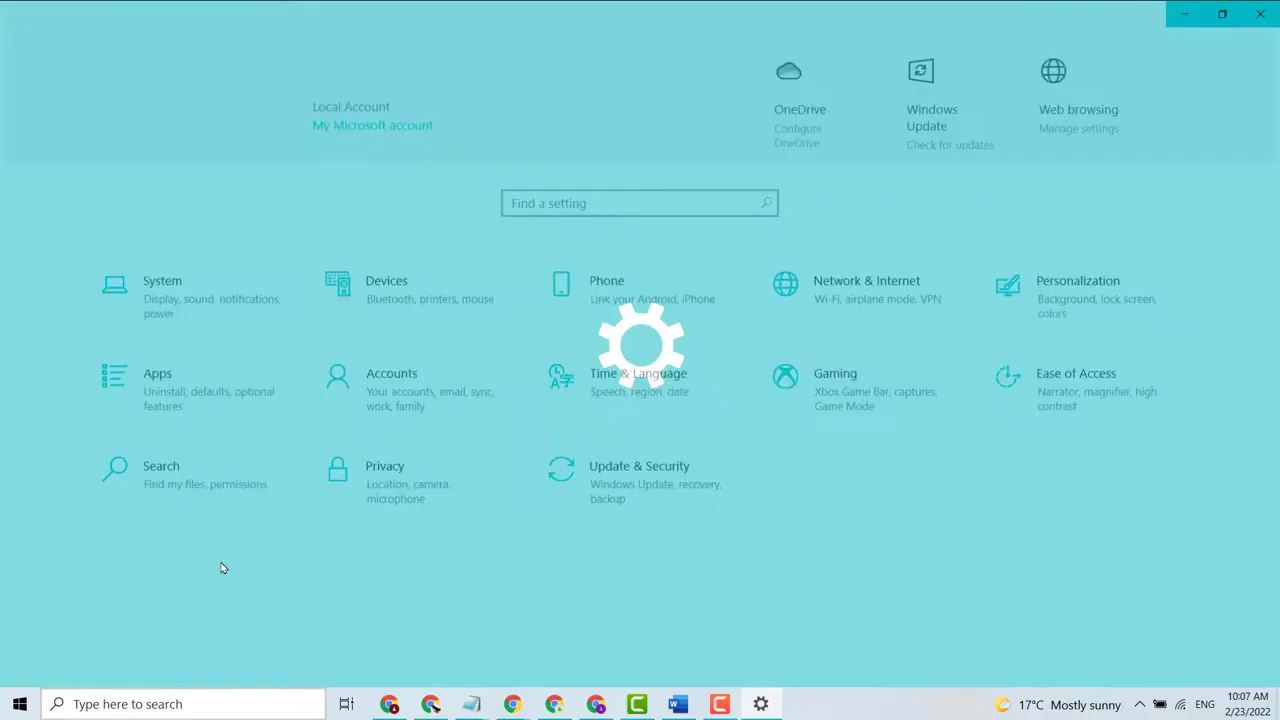 Local Account
My Microsoft account
OneDrive
Configure
OneDrive
Windows
Update
Check for updates
Web browsing
Manage settings
Find a setting
System
Display, sound, notifications,
power
Devices
Bluetooth, printers, mouse
Phone
Link your Android, iPhone
Network & Internet
Wi-Fi, airplane mode, VPN
Personalization
Background, lock screen,
colors
Apps
Uninstall, defaults, optional
features
Accounts
Your accounts, email, sync,
work, family
Time & Language
Speech, region, date
Gaming
Xbox Game Bar, captures,
Game Mode
Ease of Access
Narrator, magnifier, high
contrast
Search
Find my files, permissions
Privacy
Location, camera,
microphone
Update & Security
Windows Update, recovery,
backup
Type here to search
17°C Mostly sunny
ENG
10:07 AM
2/23/2022